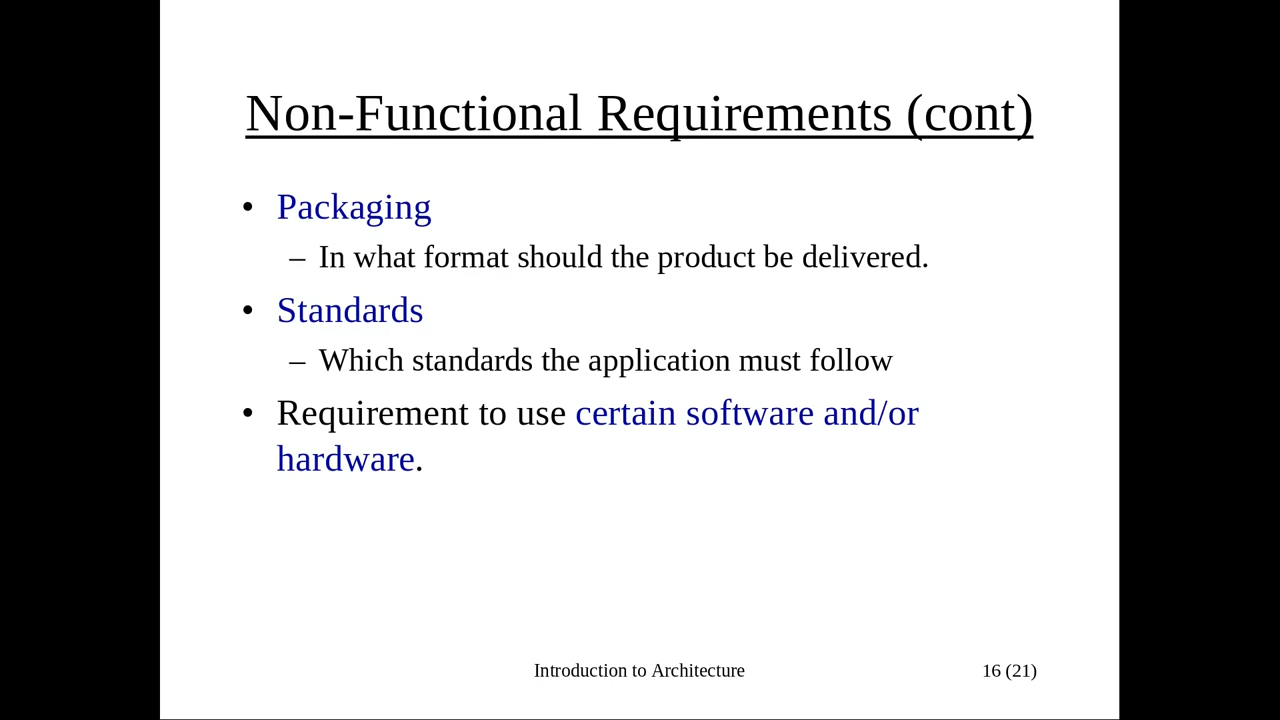 Non-Functional Requirements (cont)
• Packaging
– In what format should the product be delivered.
• Standards
– Which standards the application must follow
• Requirement to use certain software and/or
hardware.
Introduction to Architecture
16 (21)